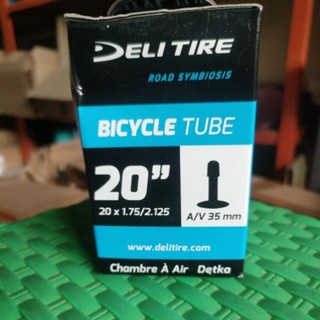 DELI TIRE
ROAD SYMBIOSIS
BICYCLE TUBE
20"
20 x 1.75/2.125
A/V 35 mm
www.delitire.com
Chambre À Air Dętka